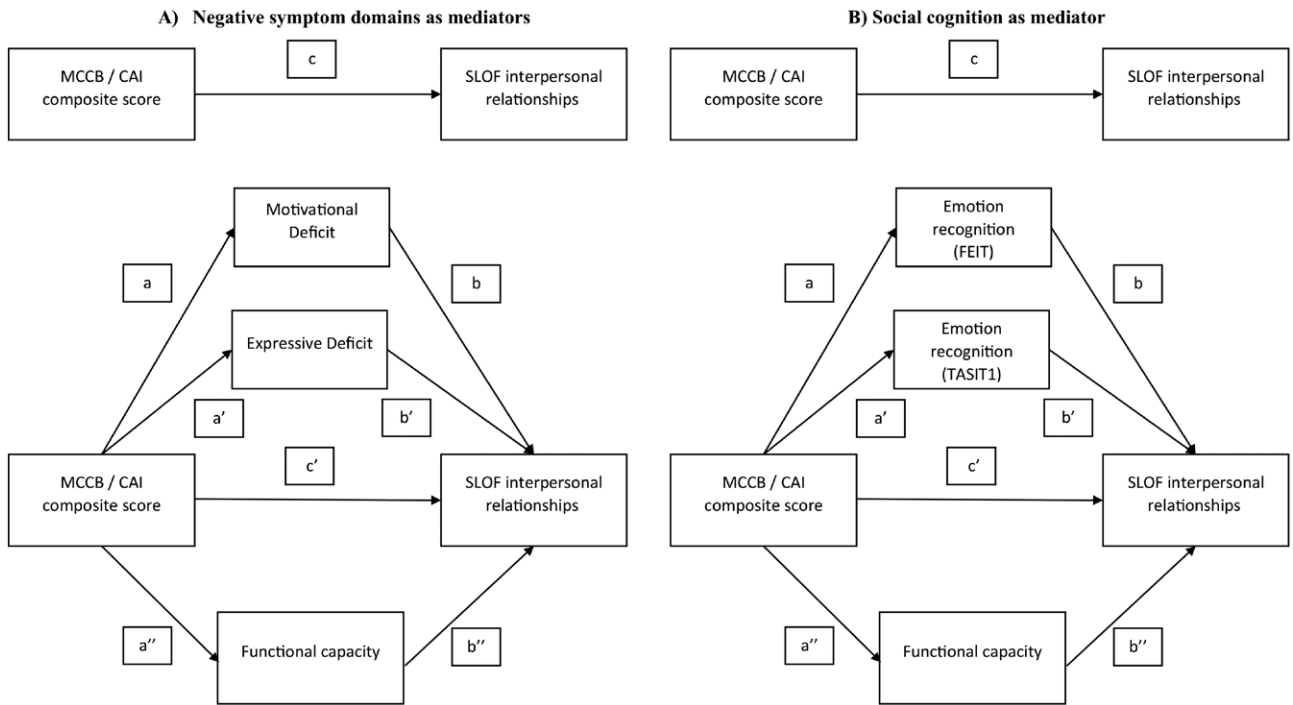 A) Negative symptom domains as mediators
c
MCCB / CAI
composite score
SLOF interpersonal
relationships
Motivational
Deficit
a
b
Expressive Deficit
a’
b’
c’
MCCB / CAI
composite score
SLOF interpersonal
relationships
a’’
Functional capacity
b’’
B) Social cognition as mediator
c
MCCB / CAI
composite score
SLOF interpersonal
relationships
Emotion
recognition
(FEIT)
a
b
Emotion
recognition
(TASIT1)
a’
b’
c’
MCCB / CAI
composite score
SLOF interpersonal
relationships
a’’
Functional capacity
b’’